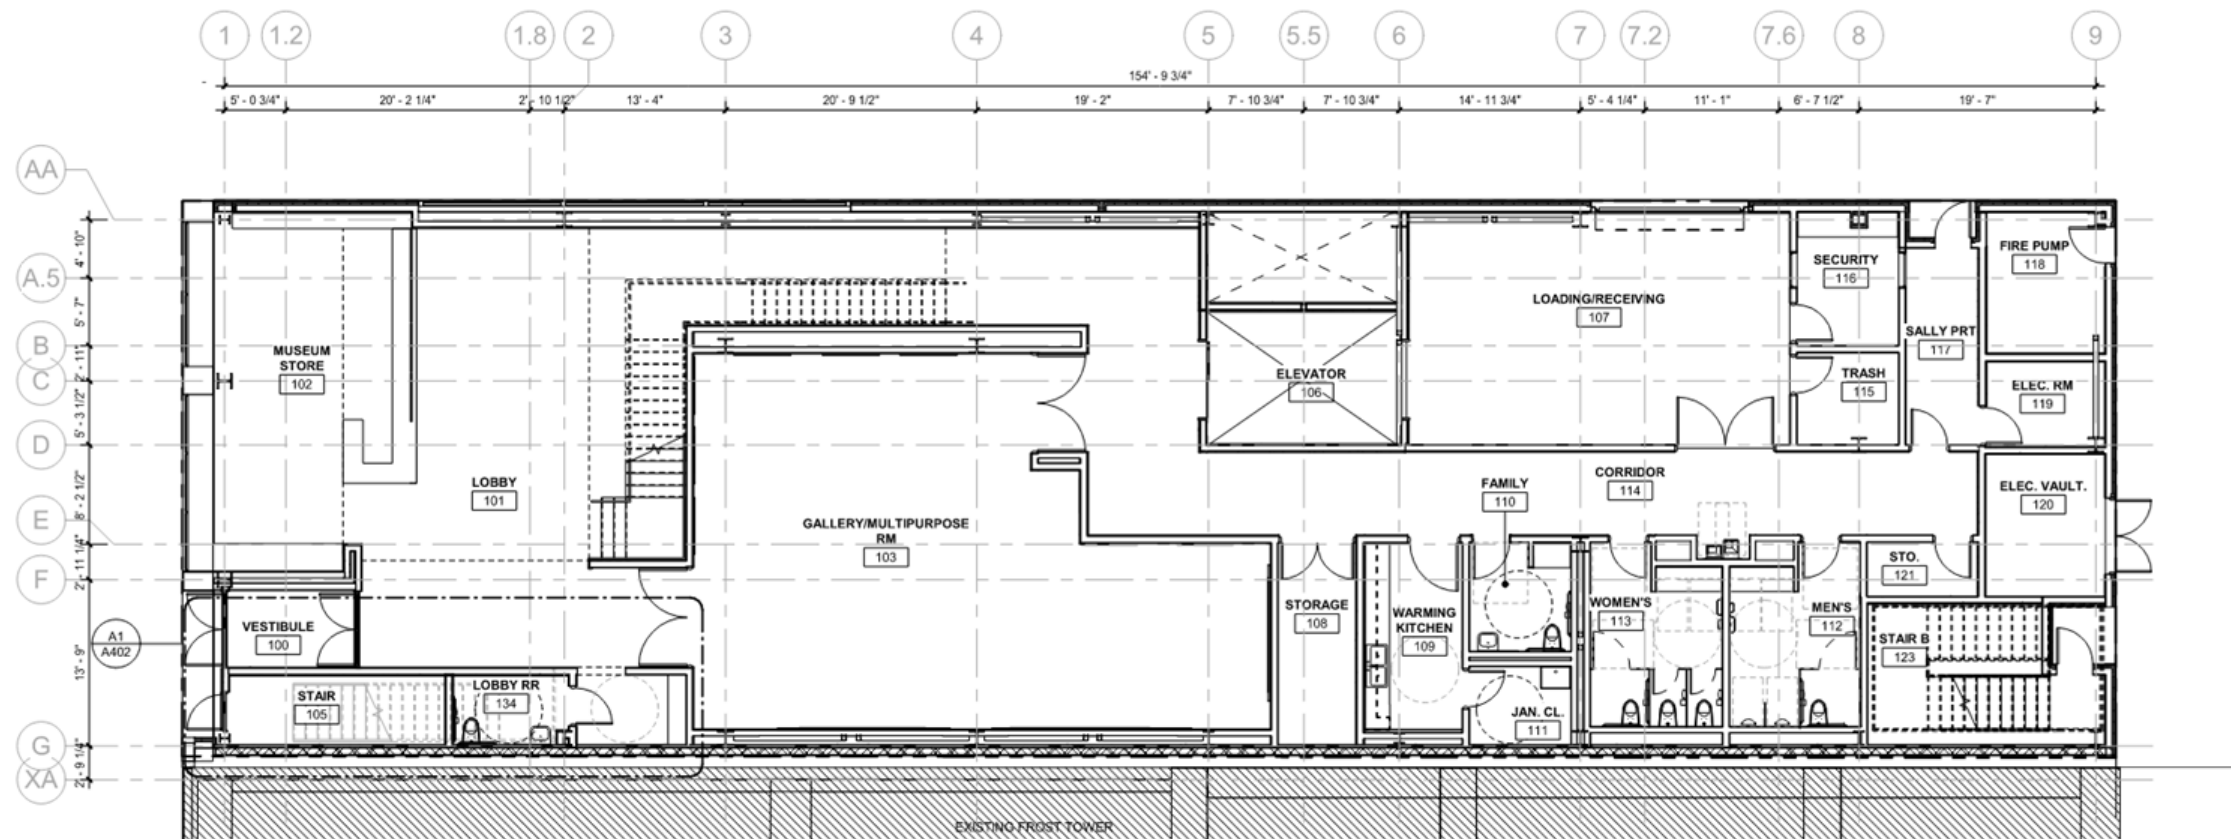 1 1.2 1.8 2 3 4 5 5.5 6 7 7.2 7.6 8 9
154' - 9 3/4"
5' - 0 3/4" 20' - 2 1/4" 2' - 10 1/2" 13' - 4" 20' - 9 1/2" 19' - 2" 7' - 10 3/4" 7' - 10 3/4" 14' - 11 3/4" 5' - 4 1/4" 11' - 1" 6' - 7 1/2" 19' - 7"
AA
4' - 10"
A.5
5' - 7"
B
2' - 11"
C
5' - 3 1/2"
D
8' - 2 1/2"
E
2' - 11 1/4"
F
13' - 9"
G
2' - 9 1/4"
XA
A1
A402
MUSEUM
STORE
102
LOBBY
101
VESTIBULE
100
STAIR
105
LOBBY RR
134
GALLERY/MULTIPURPOSE
RM
103
ELEVATOR
106
LOADING/RECEIVING
107
SECURITY
116
TRASH
115
SALLY PRT
117
FIRE PUMP
118
ELEC. RM
119
ELEC. VAULT.
120
CORRIDOR
114
FAMILY
110
STORAGE
108
WARMING
KITCHEN
109
JAN. CL.
111
WOMEN'S
113
MEN'S
112
STO.
121
STAIR B
123
EXISTING FROST TOWER